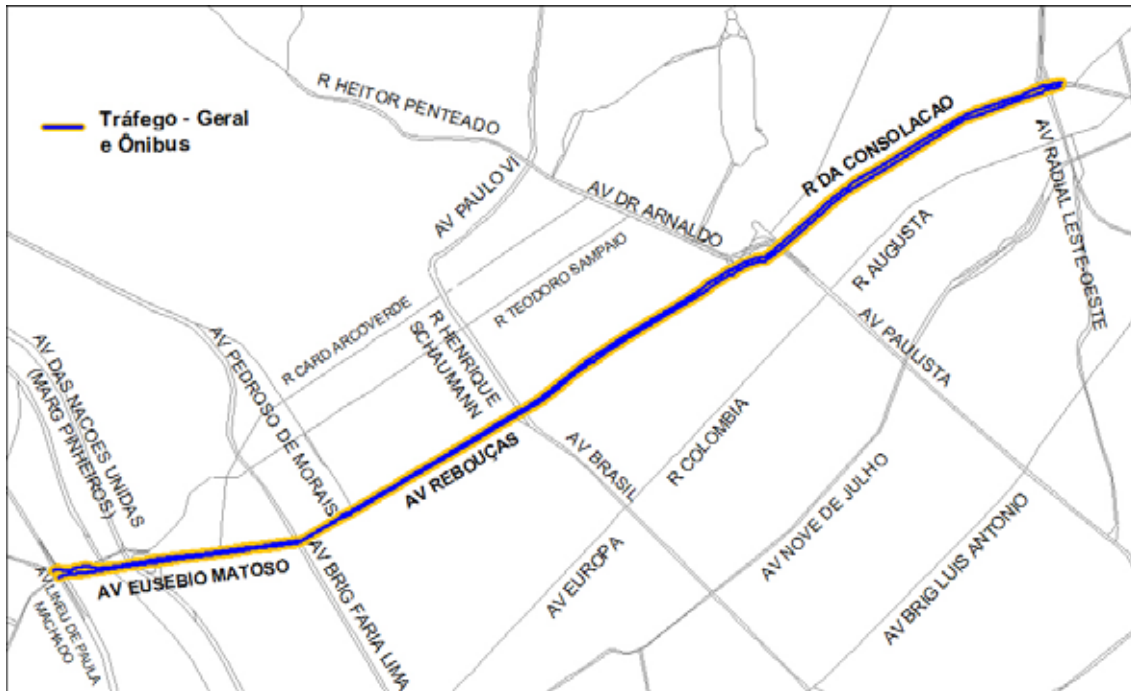 Tráfego - Geral
e Ônibus
R HEITOR PENTEADO
AV PAULO VI
AV DR ARNALDO
R DA CONSOLACAO
AV RADIAL LESTE-OESTE
R AUGUSTA
AV PAULISTA
R TEODORO SAMPAIO
R CARD ARCOVERDE
R HENRIQUE
SCHAUMANN
AV PEDROSO DE MORAIS
AV DAS NACOES UNIDAS
(MARG PINHEIROS)
AV REBOUÇAS
AV BRASIL
R COLOMBIA
AV NOVE DE JULHO
AV BRIG LUIS ANTONIO
AV EUROPA
AV EUSEBIO MATOSO
AV BRIG FARIA LIMA
AV LINEU DE PAULA
MACHADO